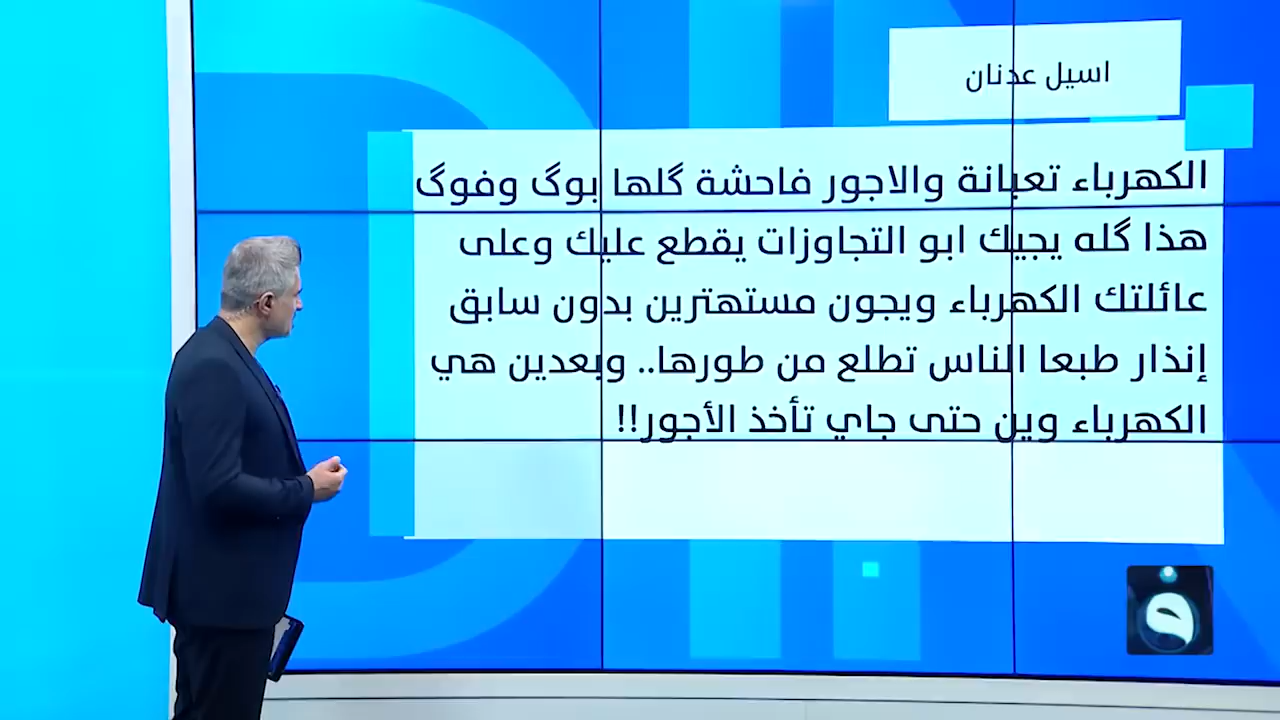 اسيل عدنان
الكهرباء تعبانة والاجور فاحشة گلها بوگ وفوگ
هذا گله يجيك ابو التجاوزات يقطع عليك وعلى
عائلتك الكهرباء ويجون مستهترين بدون سابق
إنذار طبعا الناس تطلع من طورها.. وبعدين هي
الكهرباء وين حتى جاي تأخذ الأجور!!